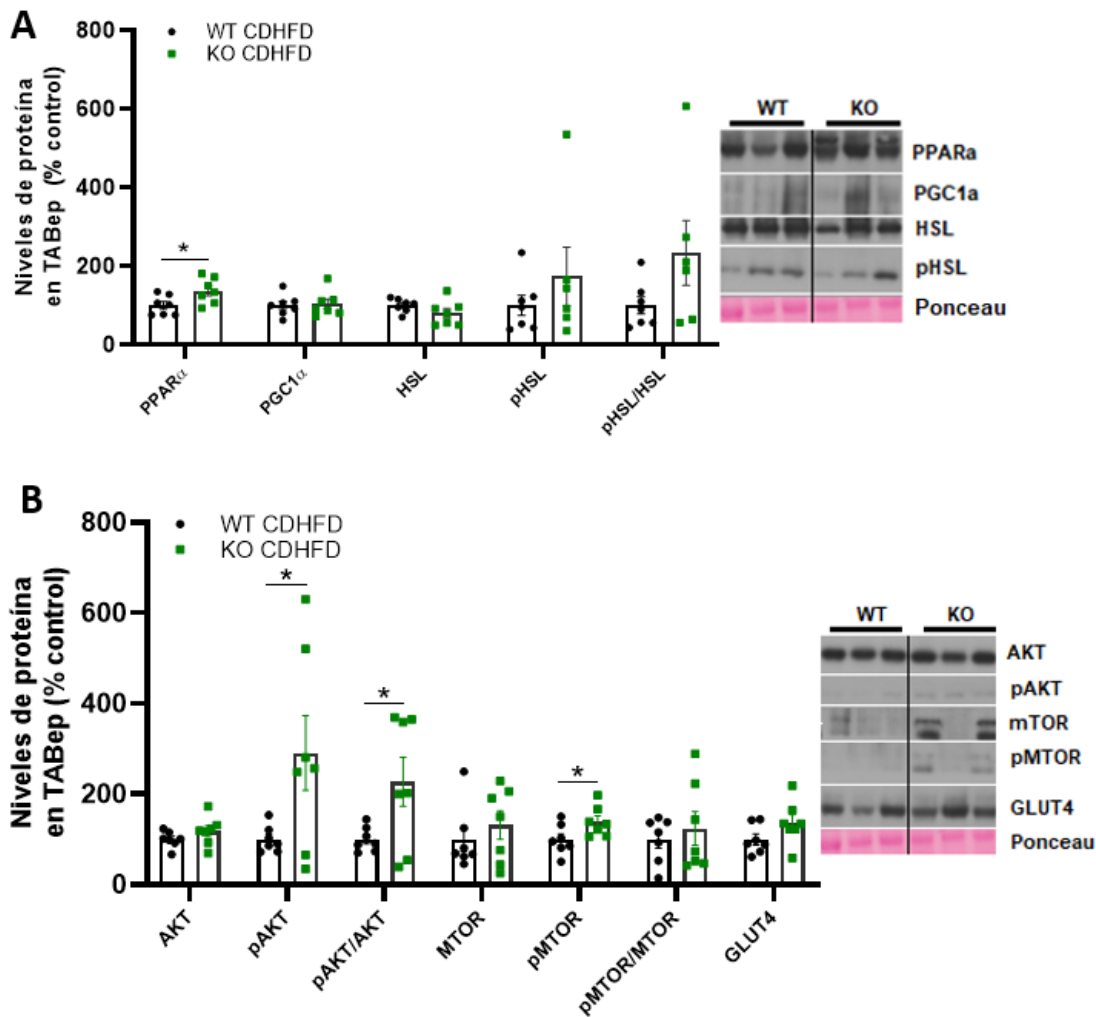 A
800
600
400
200
0
Niveles de proteína
en TABep (% control)
WT CDHFD
KO CDHFD
*
PPARα
PGC1α
HSL
pHSL
pHSL/HSL
WT KO
PPARa
PGC1a
HSL
pHSL
Ponceau
B
800
600
400
200
0
Niveles de proteína
en TABep (% control)
WT CDHFD
KO CDHFD
*
*
*
AKT
pAKT
pAKT/AKT
MTOR
pMTOR
pMTOR/MTOR
GLUT4
WT KO
AKT
pAKT
mTOR
pMTOR
GLUT4
Ponceau